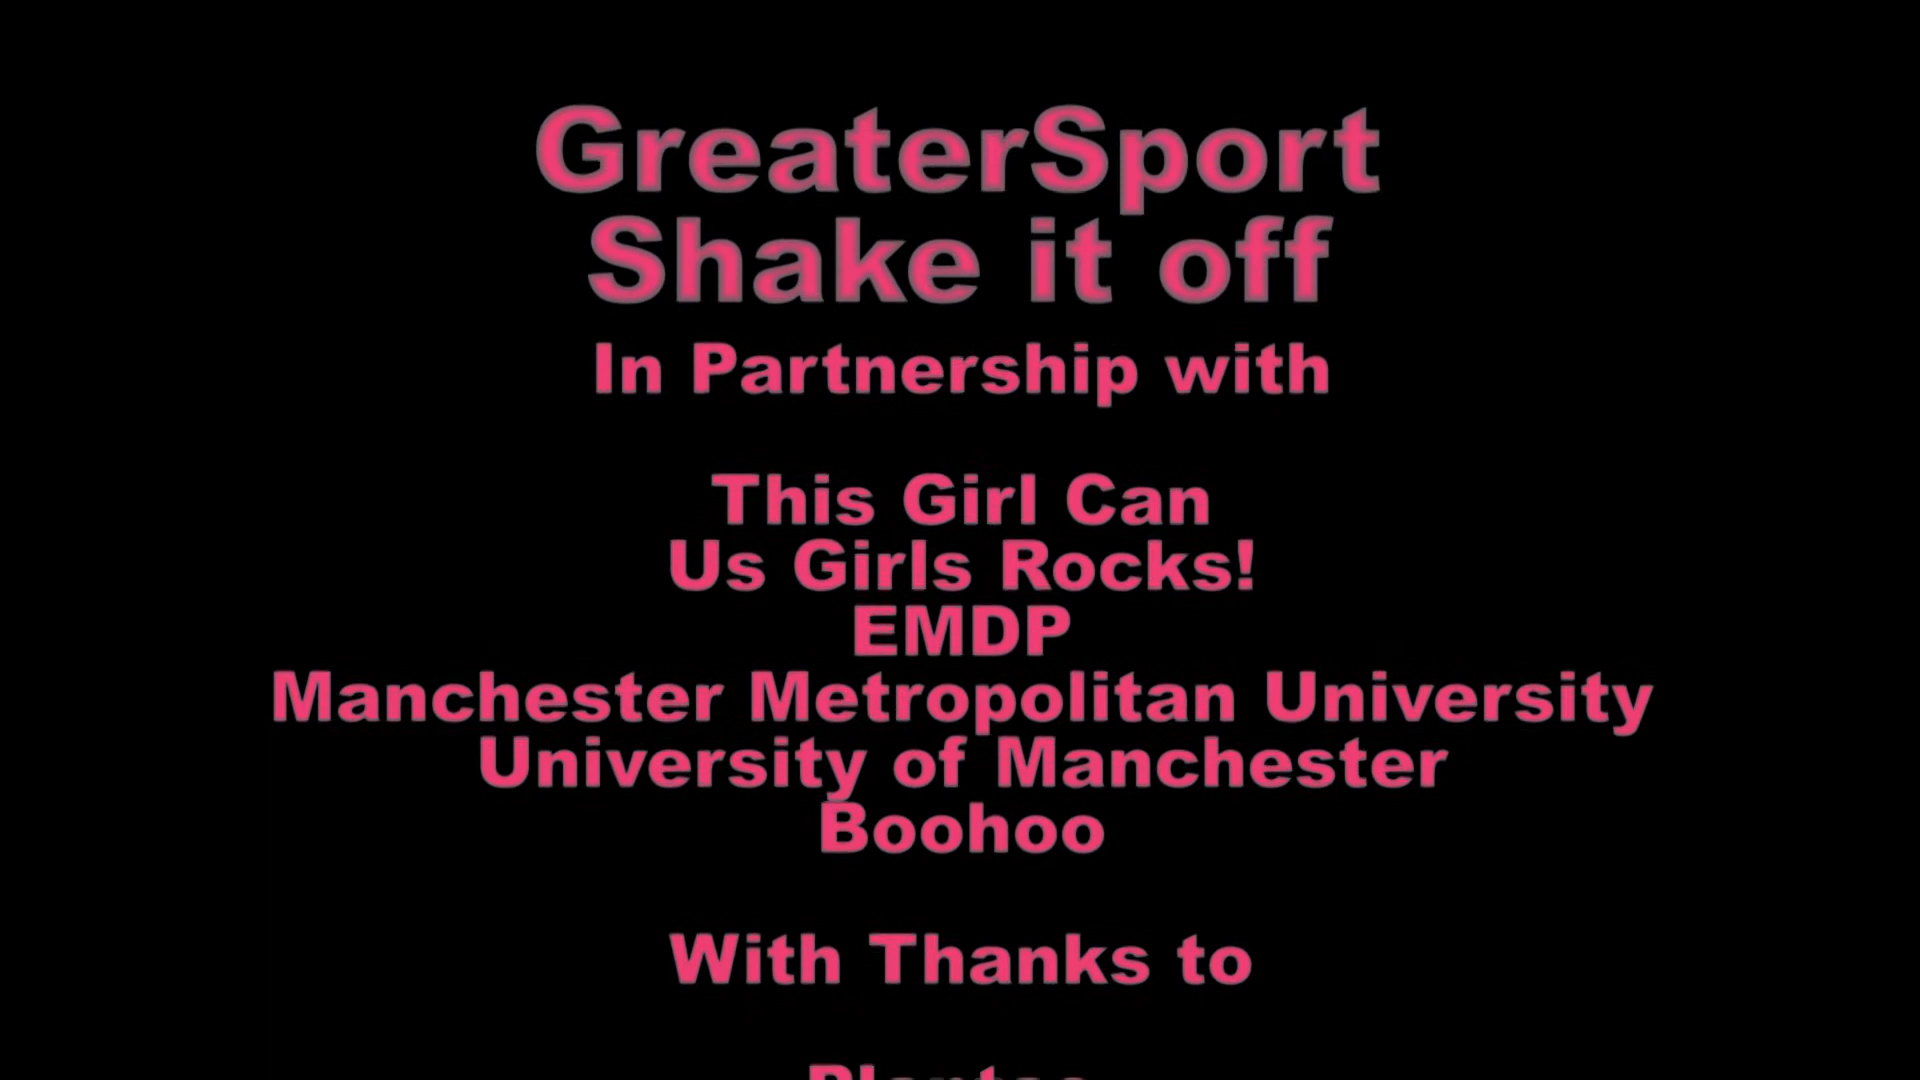 GreaterSport
Shake it off
In Partnership with
This Girl Can
Us Girls Rocks!
EMDP
Manchester Metropolitan University
University of Manchester
Boohoo
With Thanks to